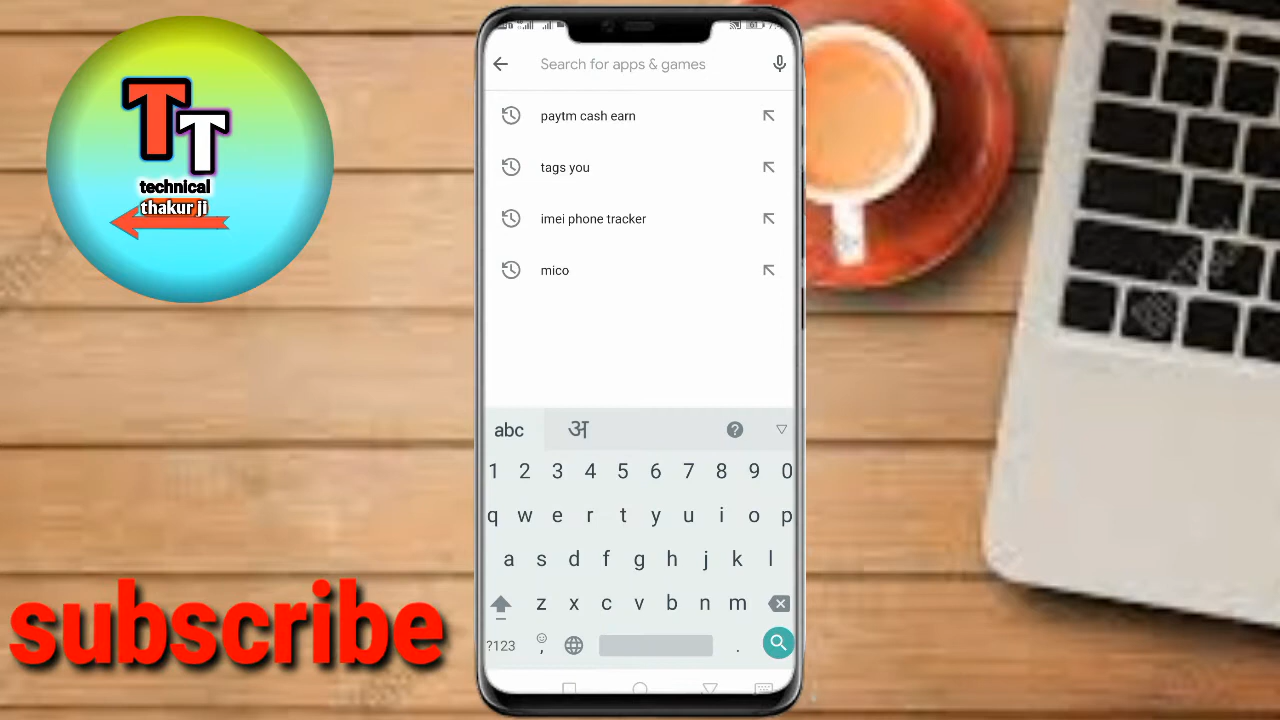 TT
technical
thakur ji
Search for apps & games
paytm cash earn
tags you
imei phone tracker
mico
abc अ ?
1 2 3 4 5 6 7 8 9 0
q w e r t y u i o p
a s d f g h j k l
z x c v b n m
?123 , .
subscribe